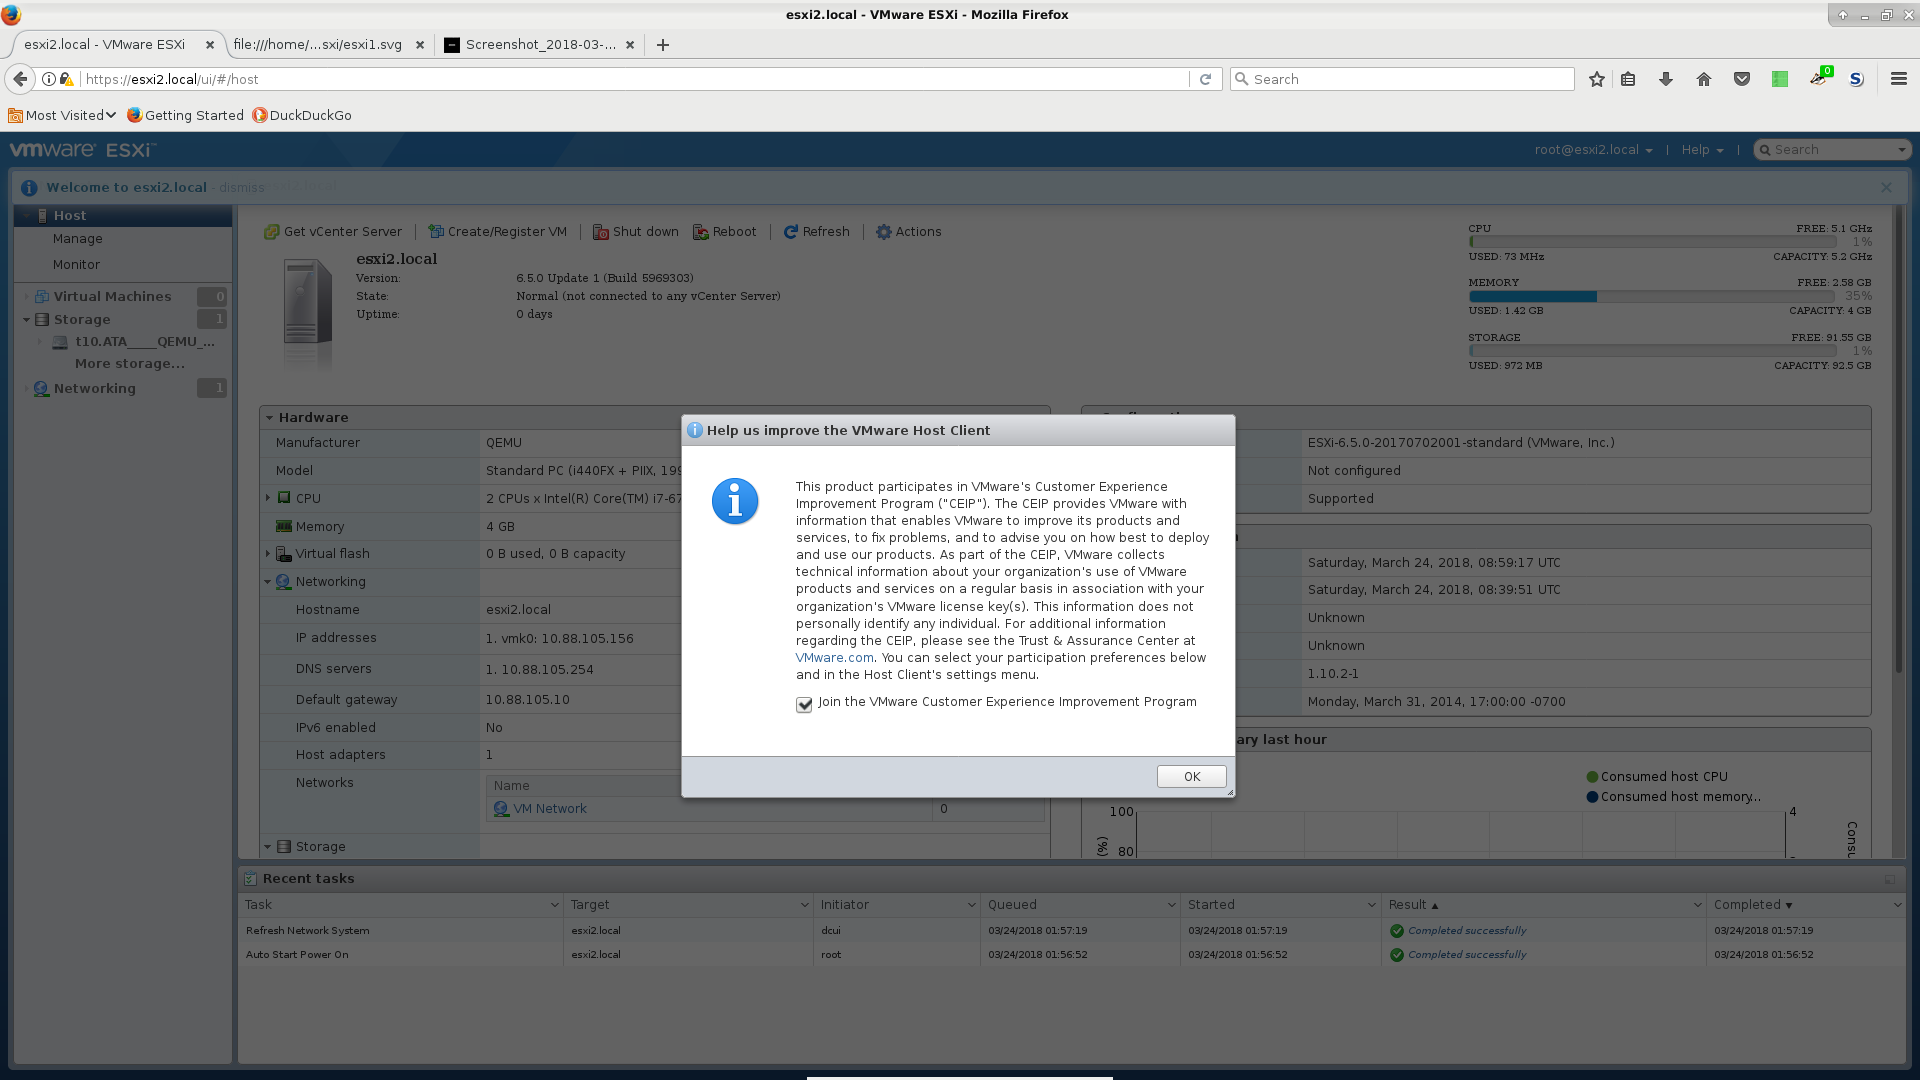 esxi2.local - VMware ESXi - Mozilla Firefox
esxi2.local - VMware ESXi
file:///home/...sxi/esxi1.svg
Screenshot_2018-03-...
https://esxi2.local/ui/#/host
Search
0
Most Visited
Getting Started
DuckDuckGo
vmware ESXi™
root@esxi2.local
|
Help
|
Search
Welcome to esxi2.local - dismiss
Host
Manage
Monitor
Virtual Machines 0
Storage 1
t10.ATA_____QEMU_...
More storage...
Networking 1
Get vCenter Server
Create/Register VM
Shut down
Reboot
Refresh
Actions
esxi2.local
Version: 6.5.0 Update 1 (Build 5969303)
State: Normal (not connected to any vCenter Server)
Uptime: 0 days
CPU FREE: 5.1 GHz
1%
USED: 73 MHz CAPACITY: 5.2 GHz
MEMORY FREE: 2.58 GB
35%
USED: 1.42 GB CAPACITY: 4 GB
STORAGE FREE: 91.55 GB
1%
USED: 972 MB CAPACITY: 92.5 GB
Hardware
Manufacturer QEMU
Model Standard PC (i440FX + PIIX, 199
CPU 2 CPUs x Intel(R) Core(TM) i7-67
Memory 4 GB
Virtual flash 0 B used, 0 B capacity
Networking
Hostname esxi2.local
IP addresses 1. vmk0: 10.88.105.156
DNS servers 1. 10.88.105.254
Default gateway 10.88.105.10
IPv6 enabled No
Host adapters 1
Networks Name
VM Network 0
Storage
Help us improve the VMware Host Client
This product participates in VMware's Customer Experience
Improvement Program ("CEIP"). The CEIP provides VMware with
information that enables VMware to improve its products and
services, to fix problems, and to advise you on how best to deploy
and use our products. As part of the CEIP, VMware collects
technical information about your organization's use of VMware
products and services on a regular basis in association with your
organization's VMware license key(s). This information does not
personally identify any individual. For additional information
regarding the CEIP, please see the Trust & Assurance Center at
VMware.com. You can select your participation preferences below
and in the Host Client's settings menu.
Join the VMware Customer Experience Improvement Program
OK
ESXi-6.5.0-20170702001-standard (VMware, Inc.)
Not configured
Supported
Saturday, March 24, 2018, 08:59:17 UTC
Saturday, March 24, 2018, 08:39:51 UTC
Unknown
Unknown
1.10.2-1
Monday, March 31, 2014, 17:00:00 -0700
ary last hour
Consumed host CPU
Consumed host memory...
100
4
80
(%)
Consu
Recent tasks
Task Target Initiator Queued Started Result Completed
Refresh Network System esxi2.local dcui 03/24/2018 01:57:19 03/24/2018 01:57:19 Completed successfully 03/24/2018 01:57:19
Auto Start Power On esxi2.local root 03/24/2018 01:56:52 03/24/2018 01:56:52 Completed successfully 03/24/2018 01:56:52